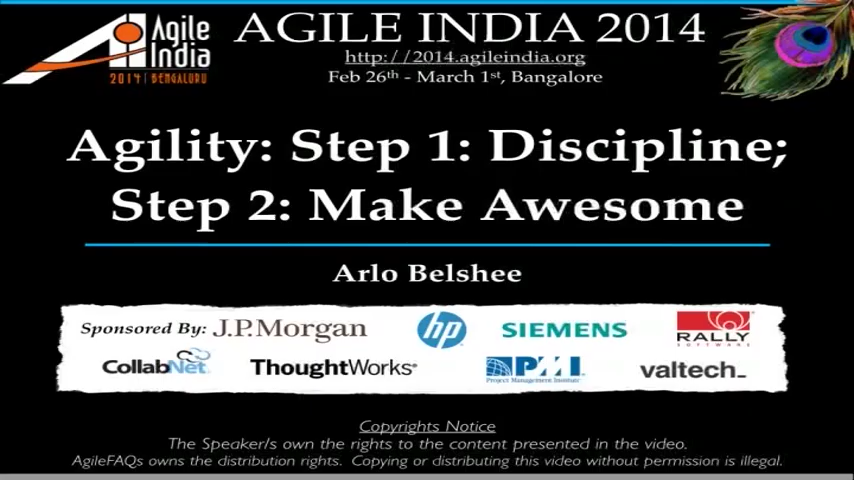 Agile
India
2014 | BENGALURU
AGILE INDIA 2014
http://2014.agileindia.org
Feb 26th - March 1st, Bangalore
Agility: Step 1: Discipline;
Step 2: Make Awesome
Arlo Belshee
Sponsored By: J.P.Morgan hp SIEMENS RALLY
SOFTWARE
CollabNet ThoughtWorks® PMI valtech_
Project Management Institute
Copyrights Notice
The Speaker/s own the rights to the content presented in the video.
AgileFAQs owns the distribution rights. Copying or distributing this video without permission is illegal.